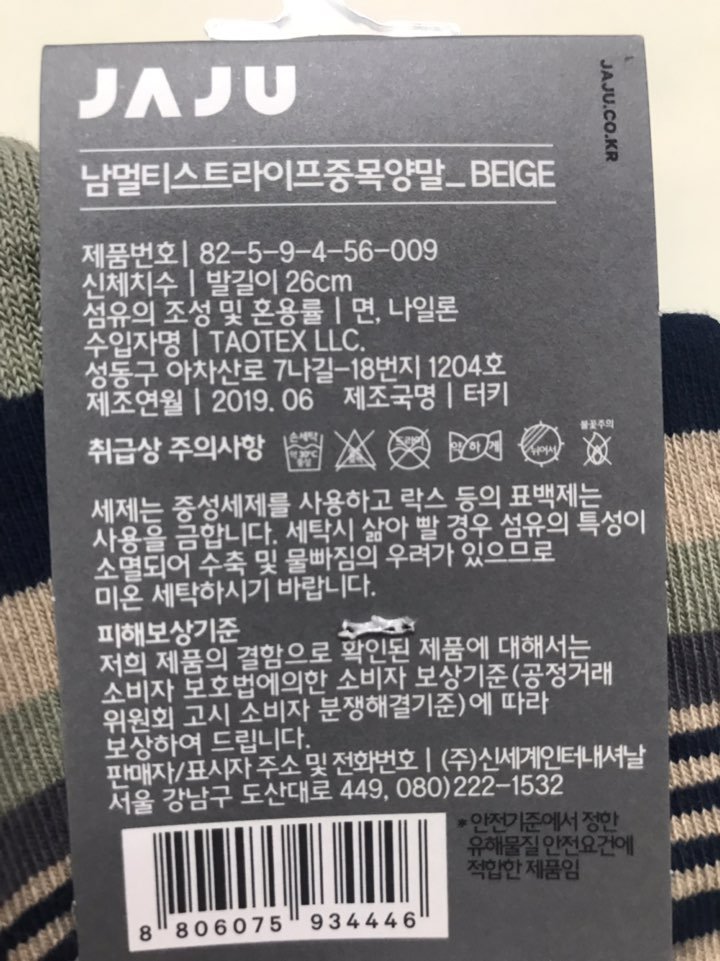 JAJU
JAJU.CO.KR
남멀티스트라이프중목양말_BEIGE
제품번호 | 82-5-9-4-56-009
신체치수 | 발길이 26cm
섬유의 조성 및 혼용률 | 면, 나일론
수입자명 | TAOTEX LLC.
성동구 아차산로 7나길-18번지 1204호
제조연월 | 2019. 06 제조국명 | 터키
취급상 주의사항
손세탁
약 30℃
중성
드라이
약하게
뉘어서
불꽃주의
세제는 중성세제를 사용하고 락스 등의 표백제는
사용을 금합니다. 세탁시 삶아 빨 경우 섬유의 특성이
소멸되어 수축 및 물빠짐의 우려가 있으므로
미온 세탁하시기 바랍니다.
피해보상기준
저희 제품의 결함으로 확인된 제품에 대해서는
소비자 보호법에의한 소비자 보상기준(공정거래
위원회 고시 소비자 분쟁해결기준)에 따라
보상하여 드립니다.
판매자/표시자 주소 및 전화번호 | (주)신세계인터내셔날
서울 강남구 도산대로 449, 080)222-1532
*안전기준에서 정한
유해물질 안전요건에
적합한 제품임
8 806075 934446